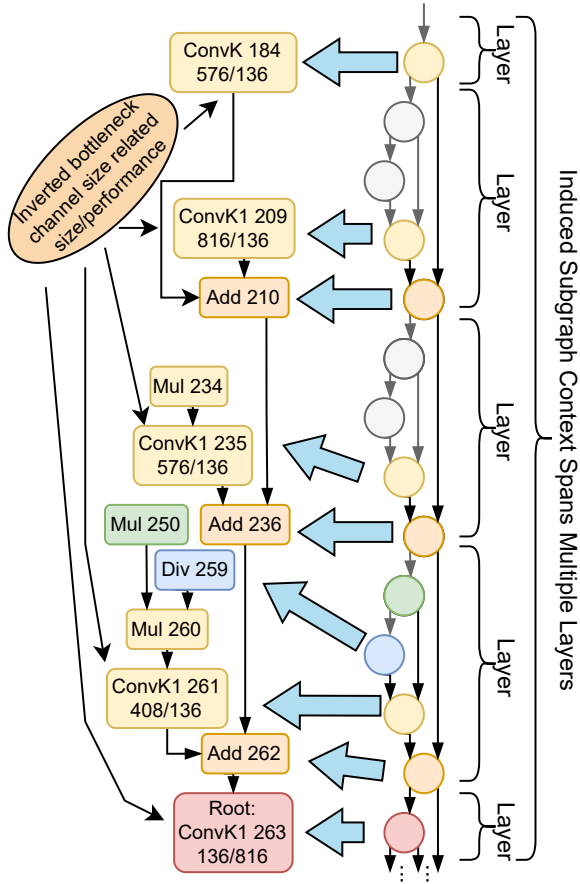 ConvK 184
576/136
Inverted bottleneck
channel size related
size/performance
ConvK1 209
816/136
Add 210
Mul 234
ConvK1 235
576/136
Mul 250
Add 236
Div 259
Mul 260
ConvK1 261
408/136
Add 262
Root:
ConvK1 263
136/816
Layer
Layer
Layer
Layer
Layer
Induced Subgraph Context Spans Multiple Layers
... ...